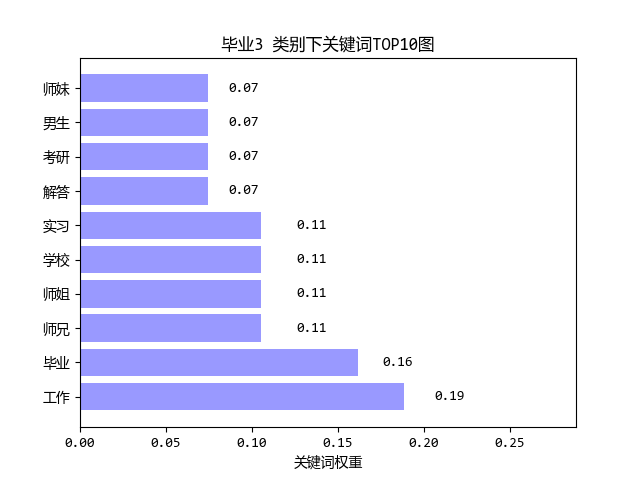 毕业3 类别下关键词TOP10图
师妹 0.07
男生 0.07
考研 0.07
解答 0.07
实习 0.11
学校 0.11
师姐 0.11
师兄 0.11
毕业 0.16
工作 0.19
0.00 0.05 0.10 0.15 0.20 0.25
关键词权重